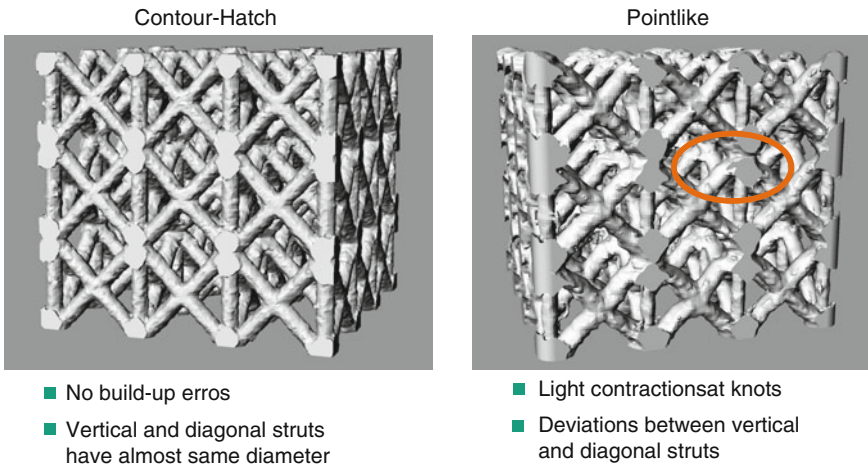 Contour-Hatch
No build-up erros
Vertical and diagonal struts
have almost same diameter
Pointlike
Light contractionsat knots
Deviations between vertical
and diagonal struts